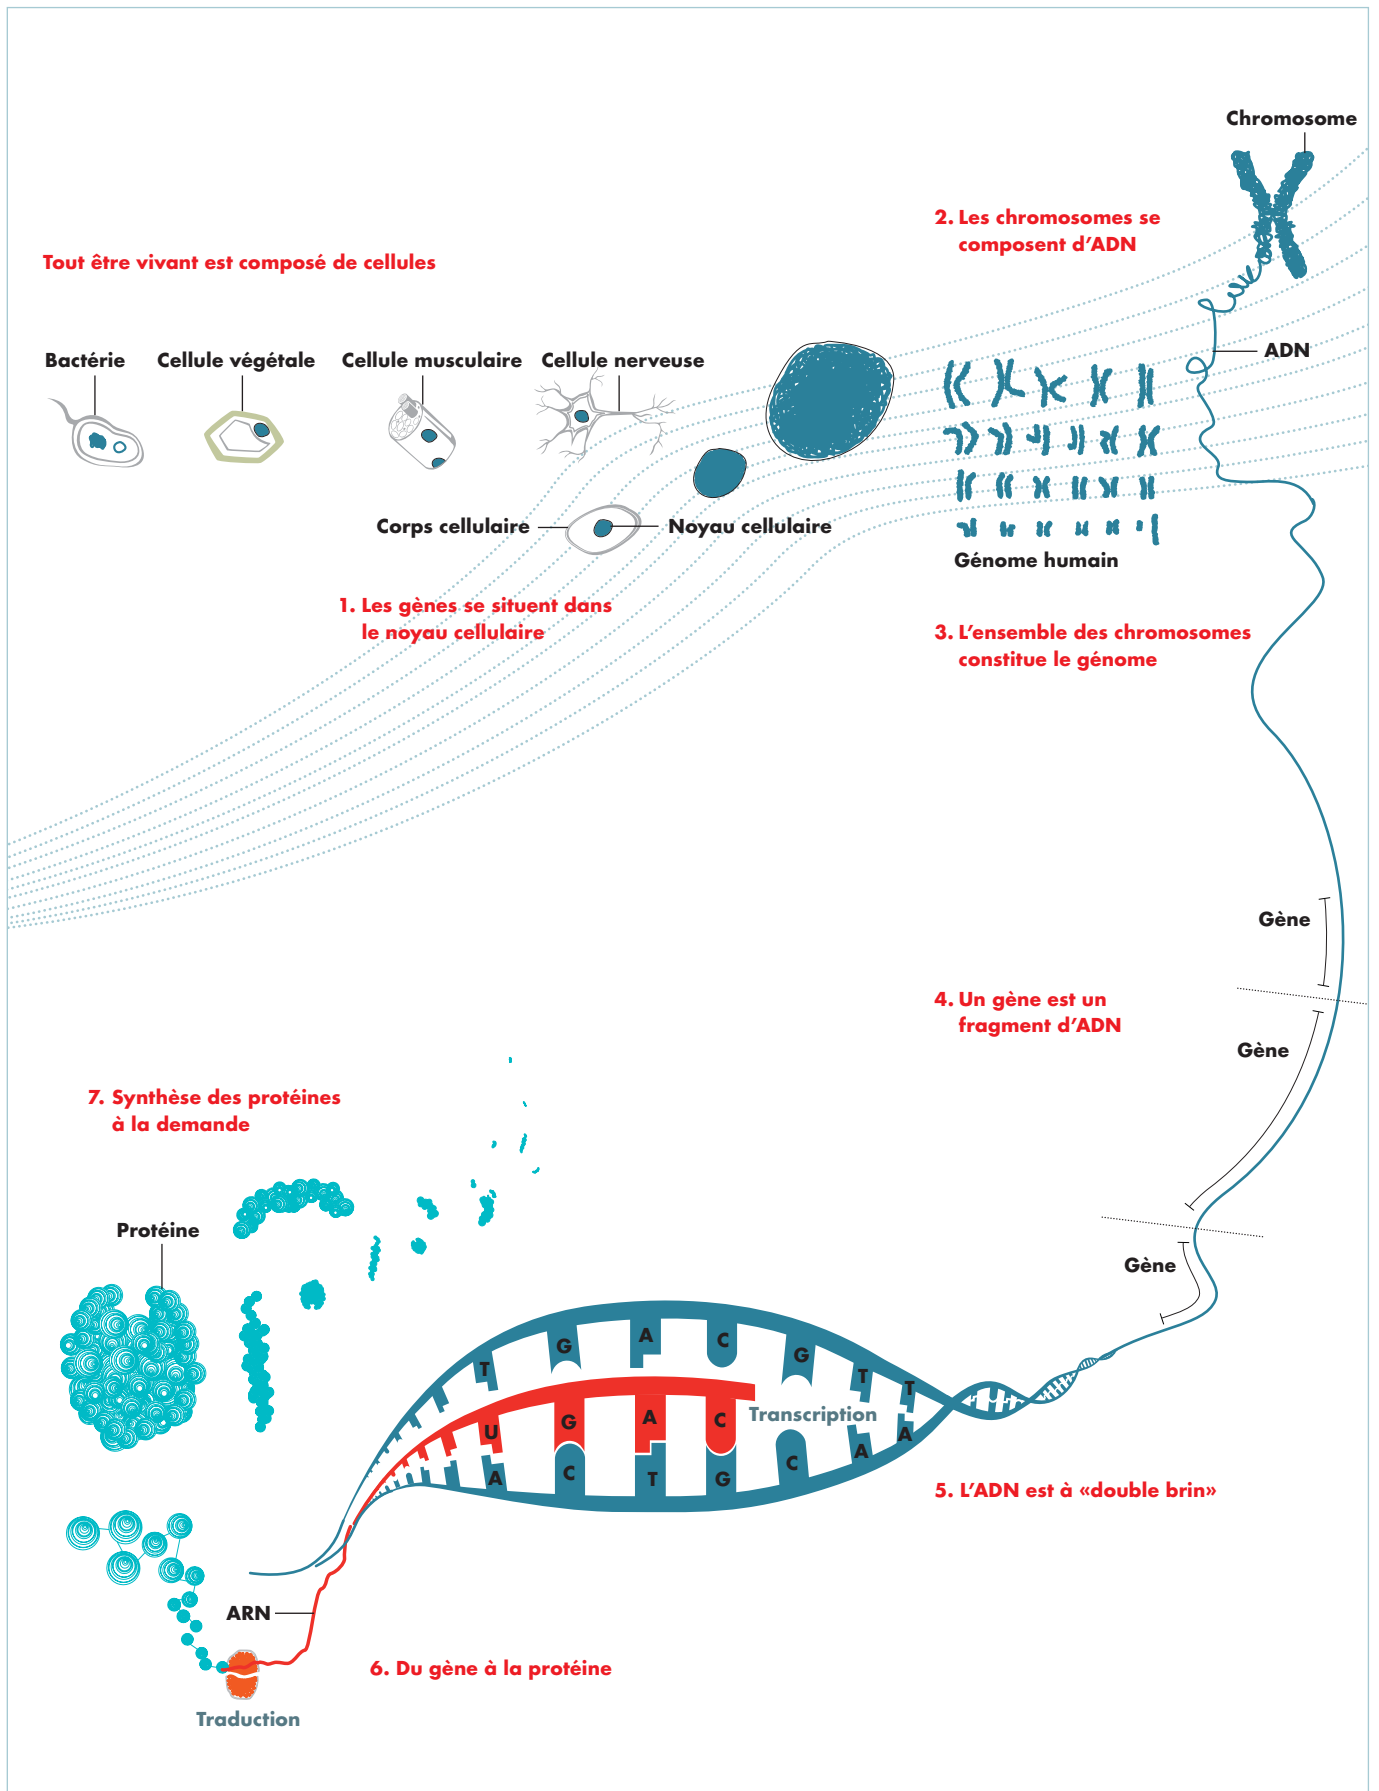 Chromosome
2. Les chromosomes se
composent d’ADN
Tout être vivant est composé de cellules
Bactérie
Cellule végétale
Cellule musculaire
Cellule nerveuse
ADN
Corps cellulaire
Noyau cellulaire
Génome humain
1. Les gènes se situent dans
le noyau cellulaire
3. L’ensemble des chromosomes
constitue le génome
Gène
4. Un gène est un
fragment d’ADN
Gène
7. Synthèse des protéines
à la demande
Protéine
Gène
T G A C G T T
U G A C
Transcription
A C T G C A A
5. L’ADN est à «double brin»
ARN
6. Du gène à la protéine
Traduction